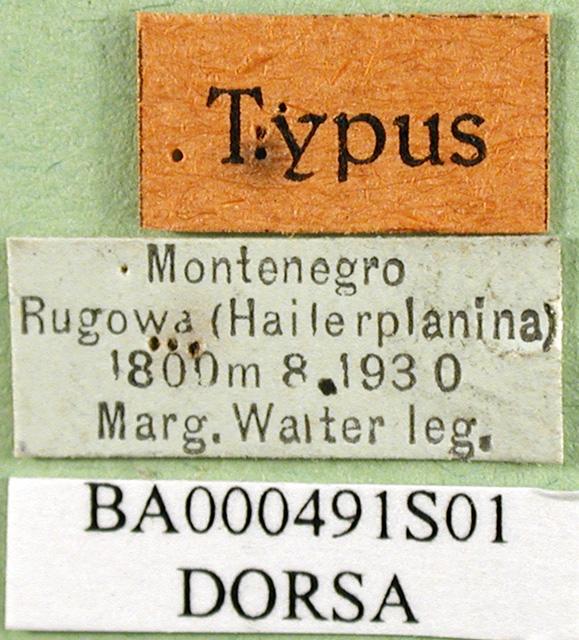 Typus
Montenegro
Rugowa (Hailerplanina)
1800m 8.1930
Marg. Walter leg.
BA000491S01
DORSA